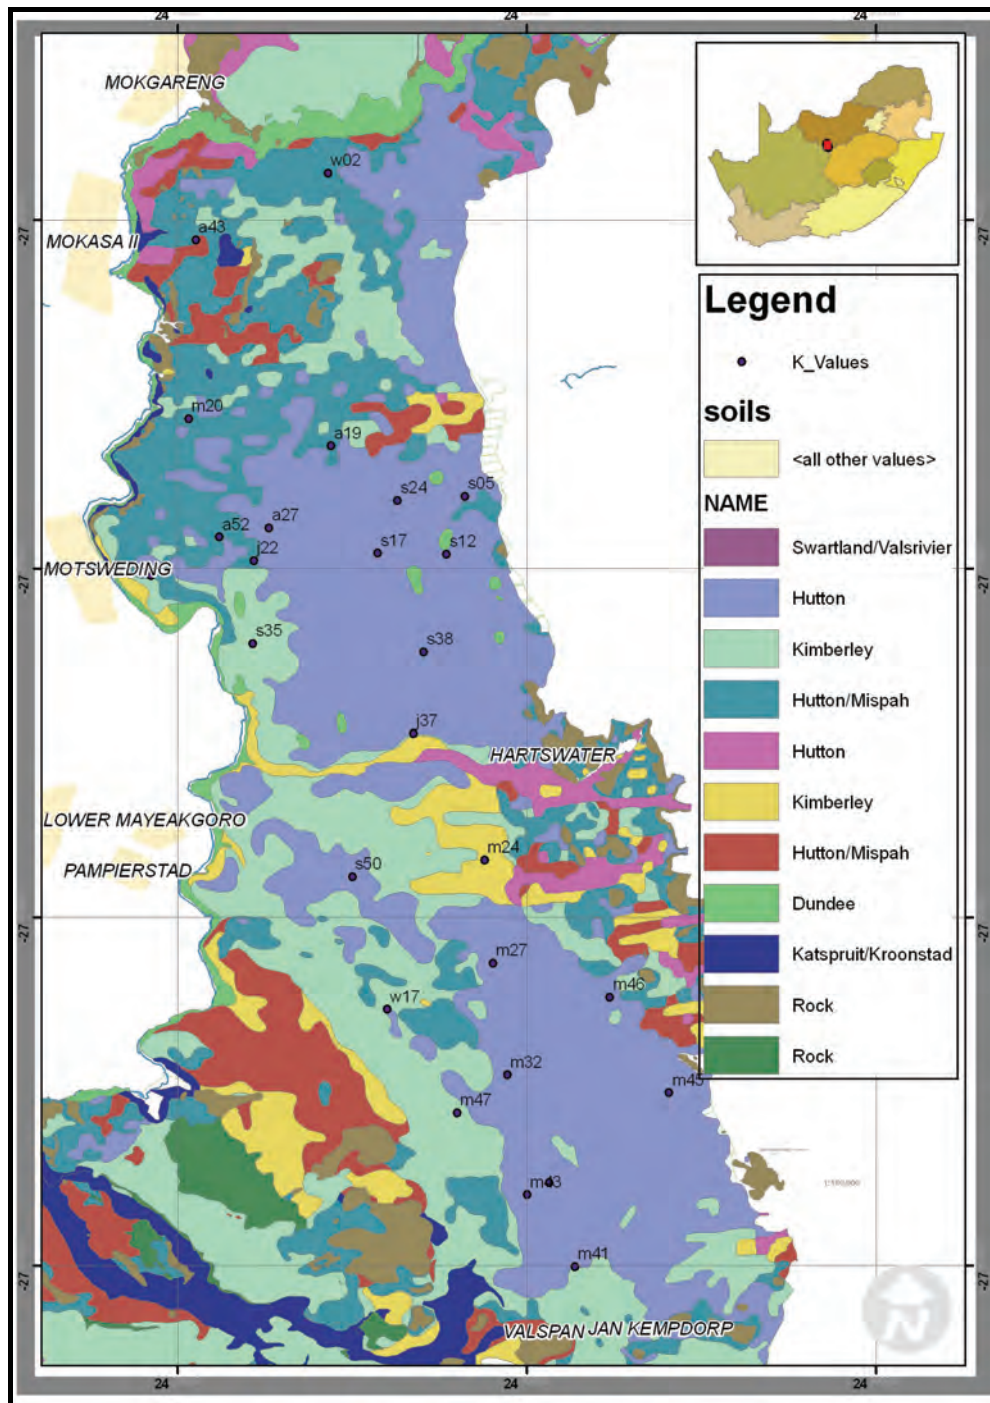 24
24
24
MOKGARENG
w02
-27
-27
MOKASA II
a43
Legend
K_Values
soils
<all other values>
NAME
Swartland/Valsrivier
Hutton
Kimberley
Hutton/Mispah
Hutton
Kimberley
Hutton/Mispah
Dundee
Katspruit/Kroonstad
Rock
Rock
m20
a19
s24
s05
a27
a52
s17
s12
j22
-27
-27
MOTSWEDING
s35
s38
j37
HARTSWATER
LOWER MAYEAKGORO
m24
PAMPIERSTAD
s50
-27
-27
m27
m46
w17
m32
m45
m47
m43
m41
-27
-27
N
VALSPAN
JAN KEMPDORP
24
24
24